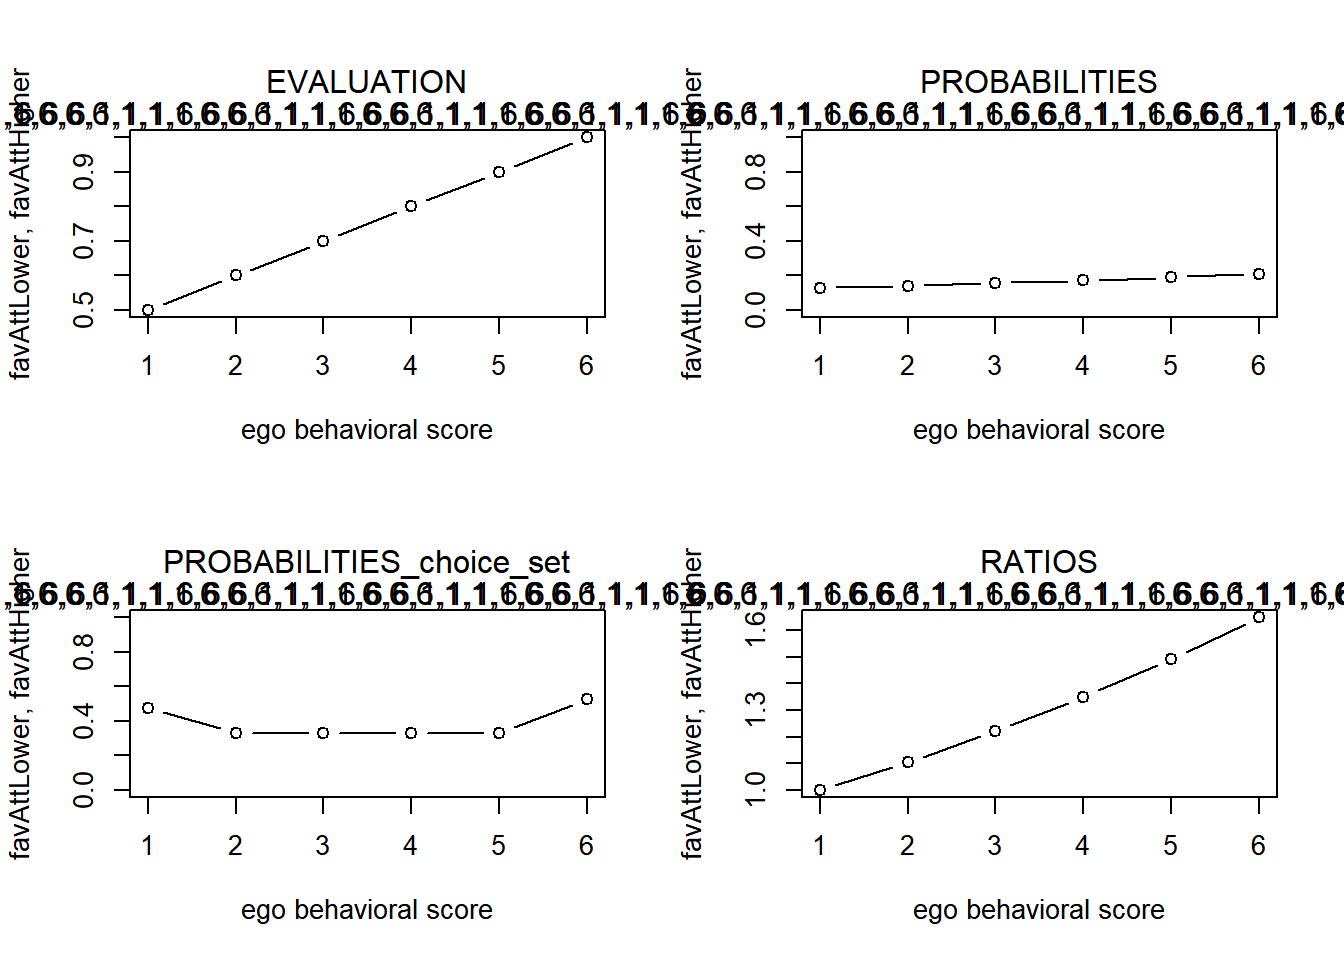 EVALUATION
favAttLower, favAttHigher
0.5 0.7 0.9
1 2 3 4 5 6
ego behavioral score
PROBABILITIES
favAttLower, favAttHigher
0.0 0.4 0.8
1 2 3 4 5 6
ego behavioral score
PROBABILITIES_choice_set
favAttLower, favAttHigher
0.0 0.4 0.8
1 2 3 4 5 6
ego behavioral score
RATIOS
favAttLower, favAttHigher
1.0 1.3 1.6
1 2 3 4 5 6
ego behavioral score